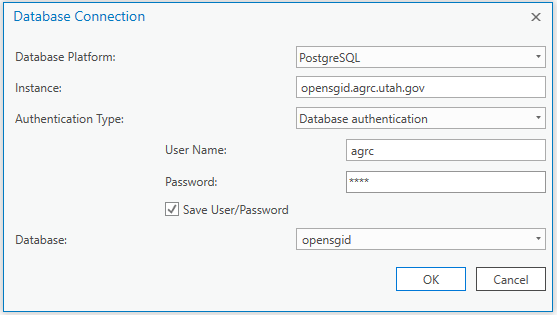 Database Connection
Database Platform: PostgreSQL
Instance: opensgid.agrc.utah.gov
Authentication Type: Database authentication
User Name: agrc
Password: ****
Save User/Password
Database: opensgid
OK Cancel